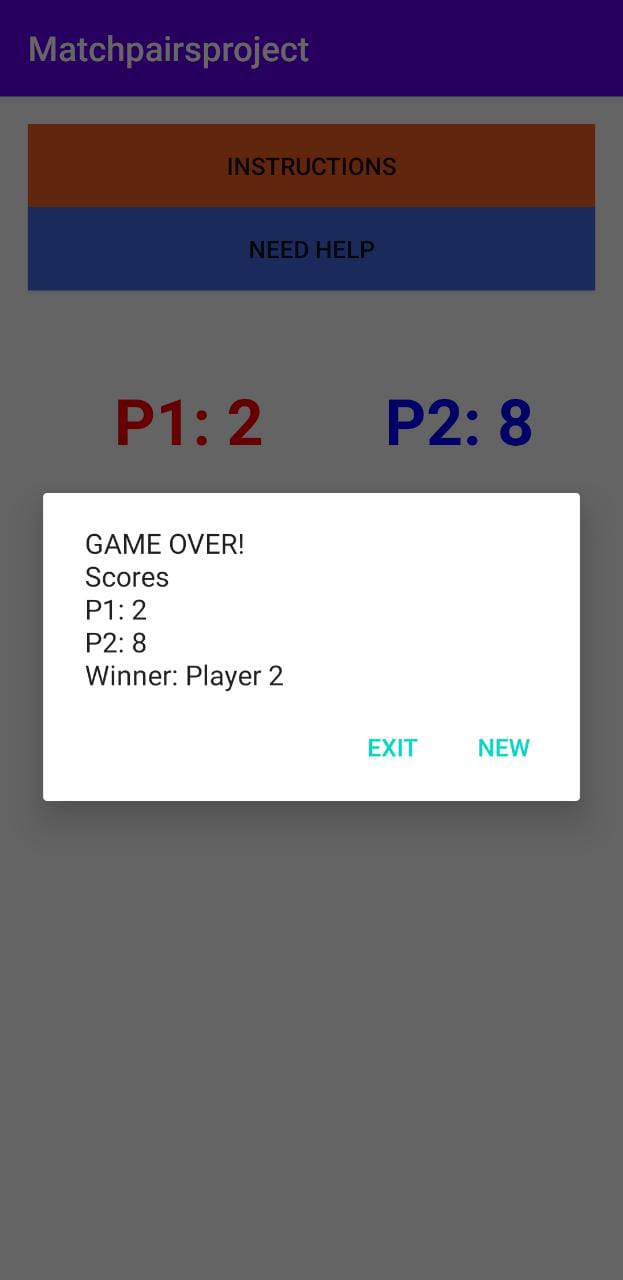 Matchpairsproject
INSTRUCTIONS
NEED HELP
P1: 2 P2: 8
GAME OVER!
Scores
P1: 2
P2: 8
Winner: Player 2
EXIT NEW